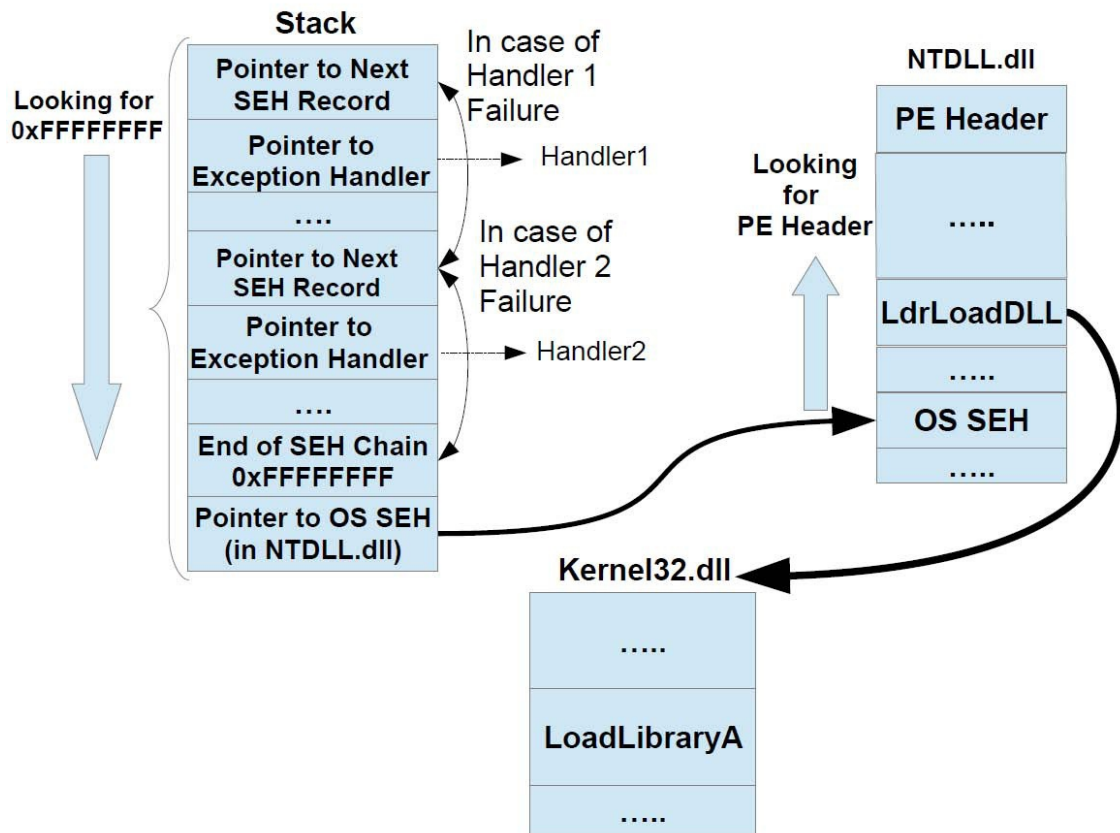 Stack
Looking for
0xFFFFFFFF
Pointer to Next
SEH Record
Pointer to
Exception Handler
....
Pointer to Next
SEH Record
Pointer to
Exception Handler
....
End of SEH Chain
0xFFFFFFFF
Pointer to OS SEH
(in NTDLL.dll)
In case of
Handler 1
Failure
Handler1
In case of
Handler 2
Failure
Handler2
Looking
for
PE Header
NTDLL.dll
PE Header
.....
LdrLoadDLL
.....
OS SEH
.....
Kernel32.dll
.....
LoadLibraryA
.....